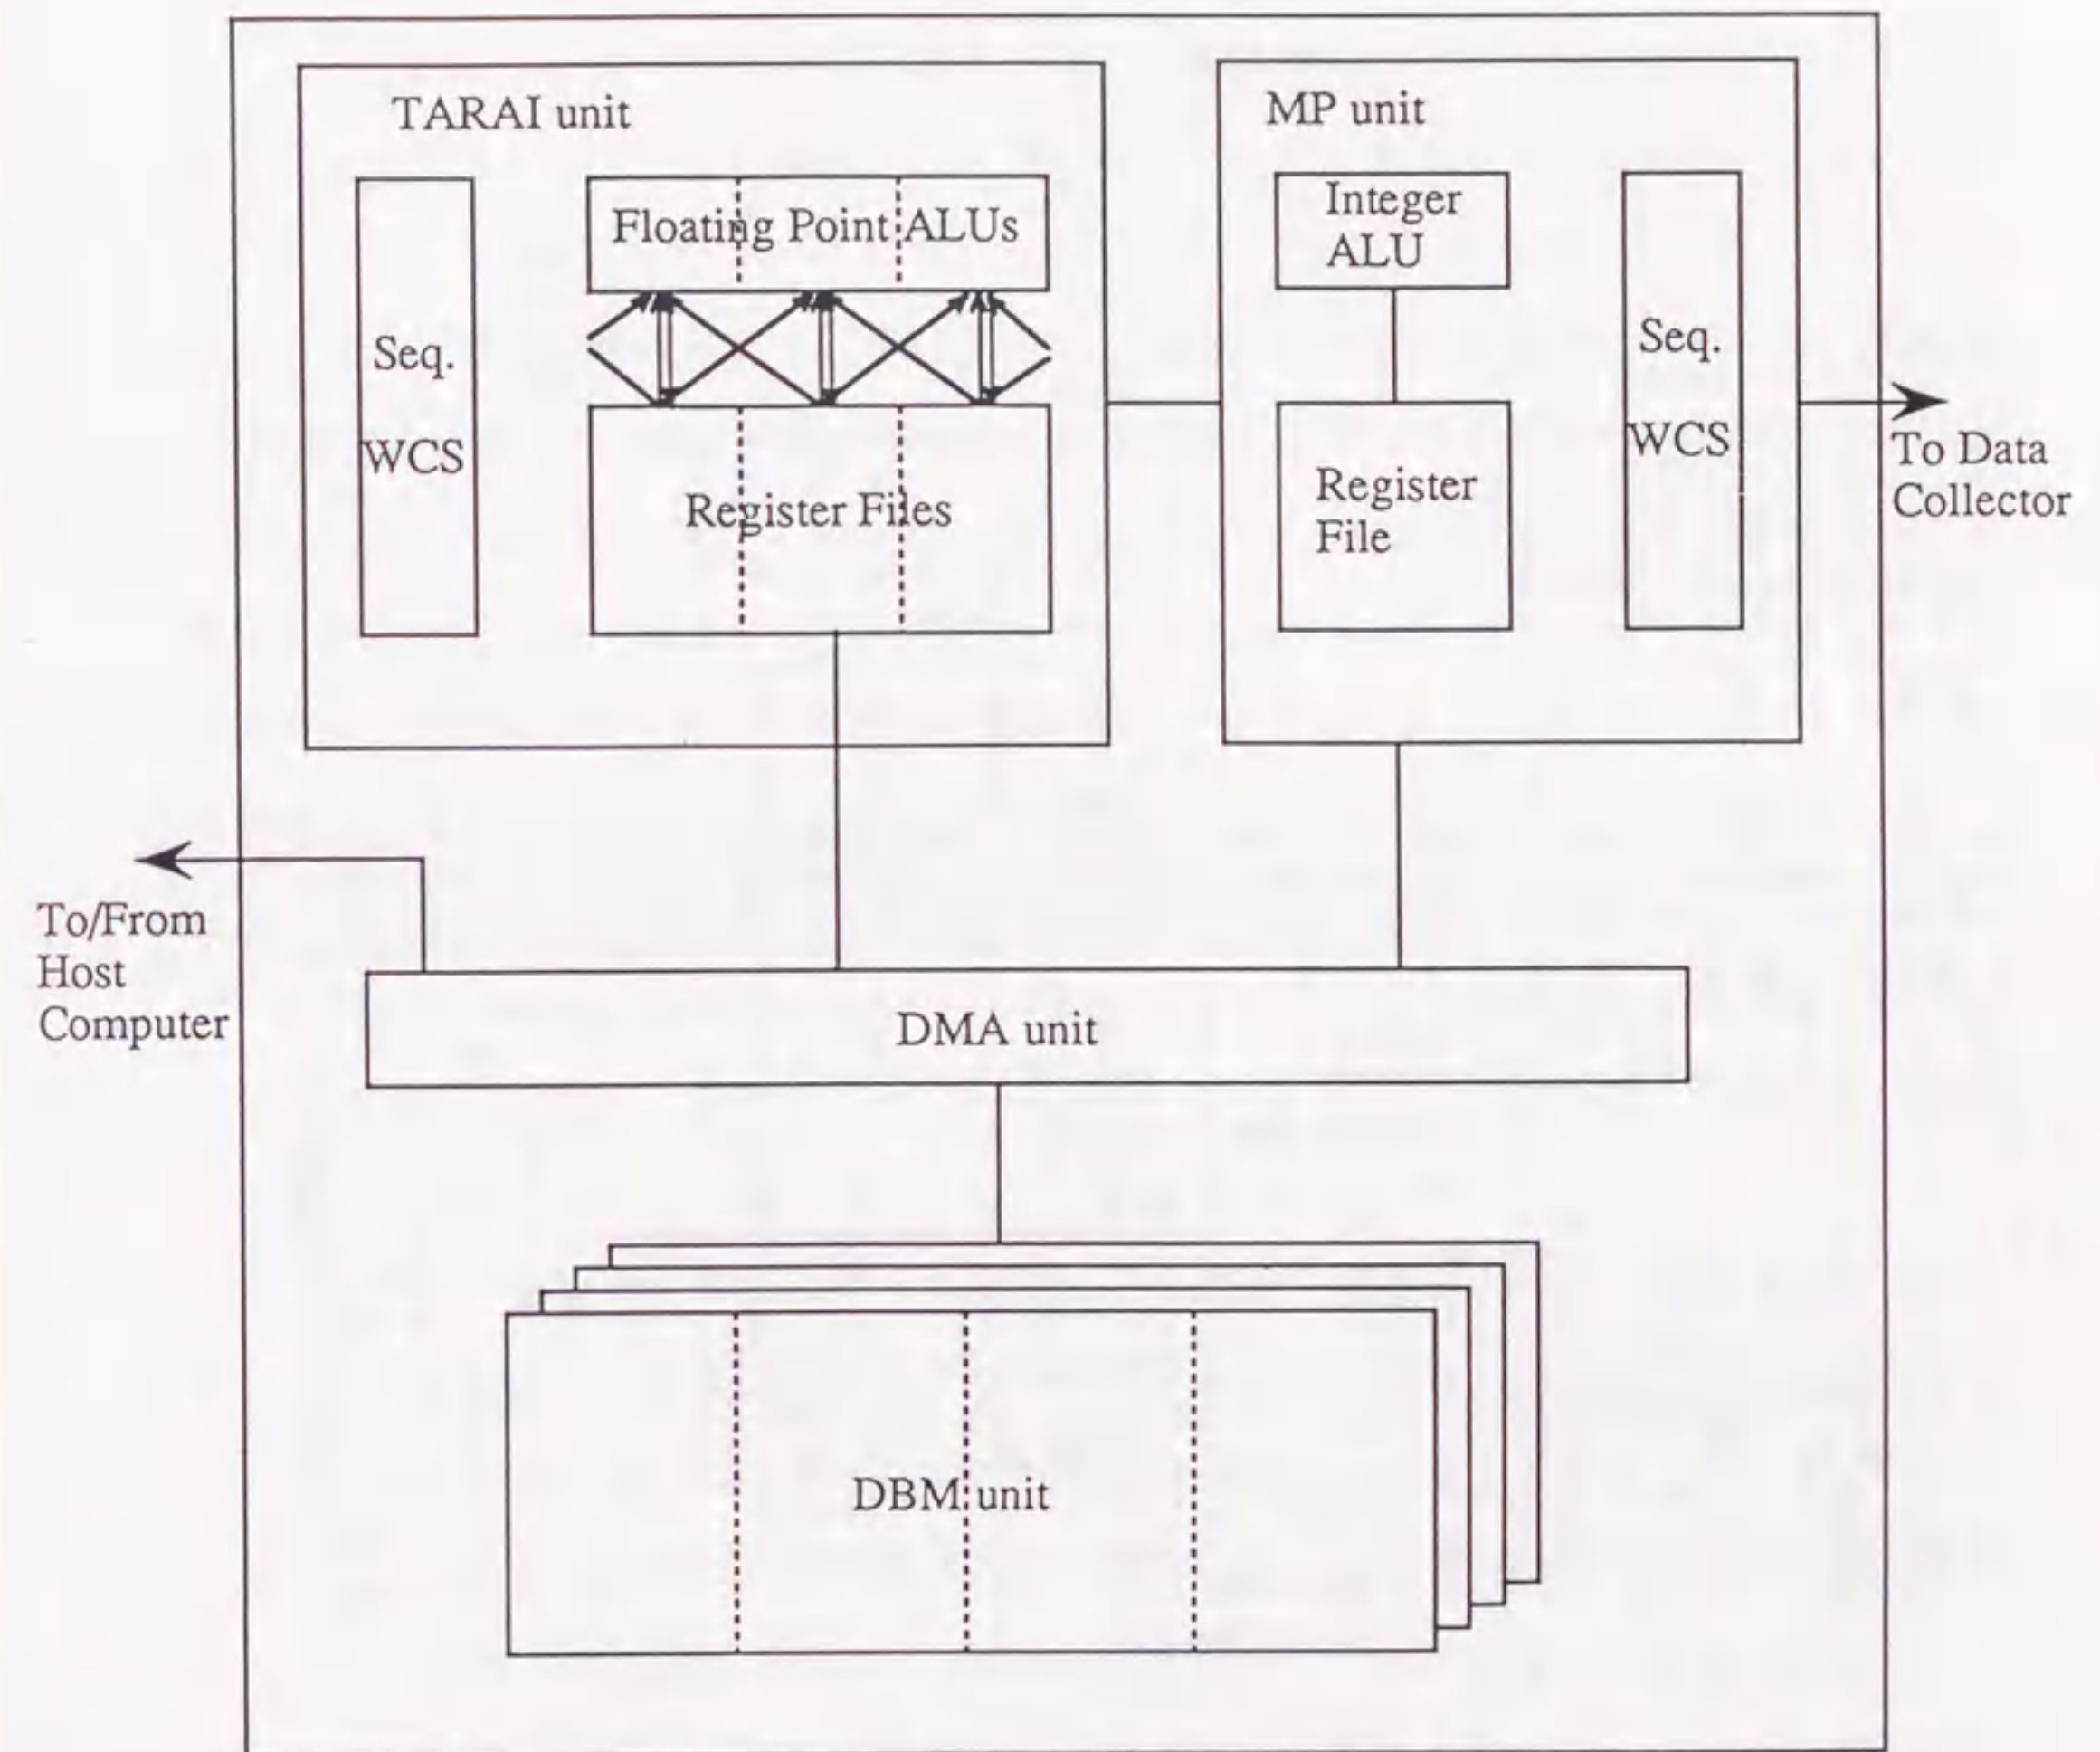 TARAI unit
MP unit
Floating Point ALUs
Integer
ALU
Seq.
WCS
Register Files
Register
File
Seq.
WCS
To Data
Collector
To/From
Host
Computer
DMA unit
DBM unit